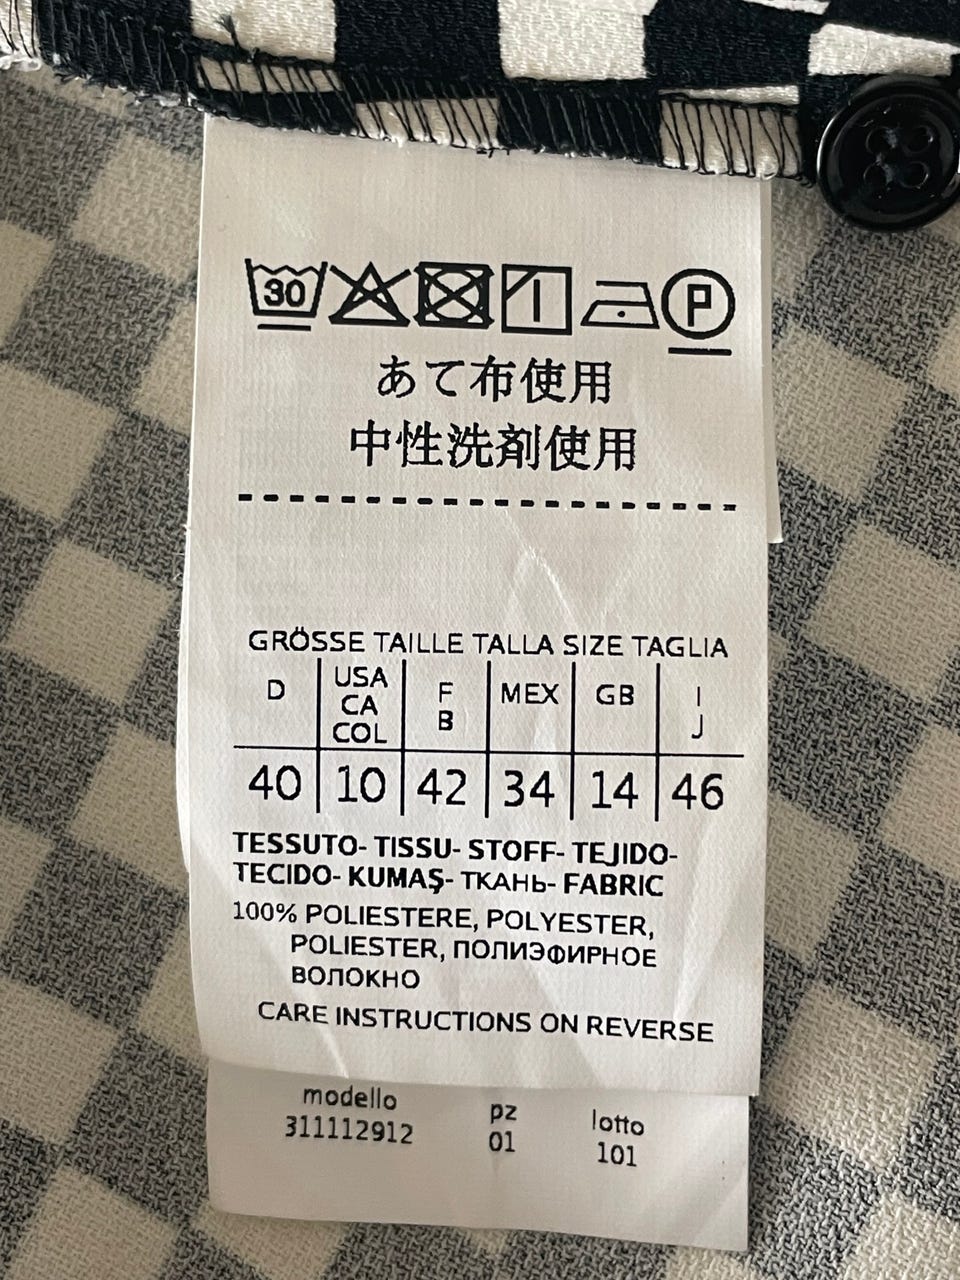 30
P
あて布使用
中性洗剤使用
GRÖSSE TAILLE TALLA SIZE TAGLIA
D USA CA COL F B MEX GB I J
40 10 42 34 14 46
TESSUTO- TISSU- STOFF- TEJIDO-
TECIDO- KUMAŞ- ТКАНЬ- FABRIC
100% POLIESTERE, POLYESTER,
POLIESTER, ПОЛИЭФИРНОЕ
ВОЛОКНО
CARE INSTRUCTIONS ON REVERSE
modello pz lotto
311112912 01 101